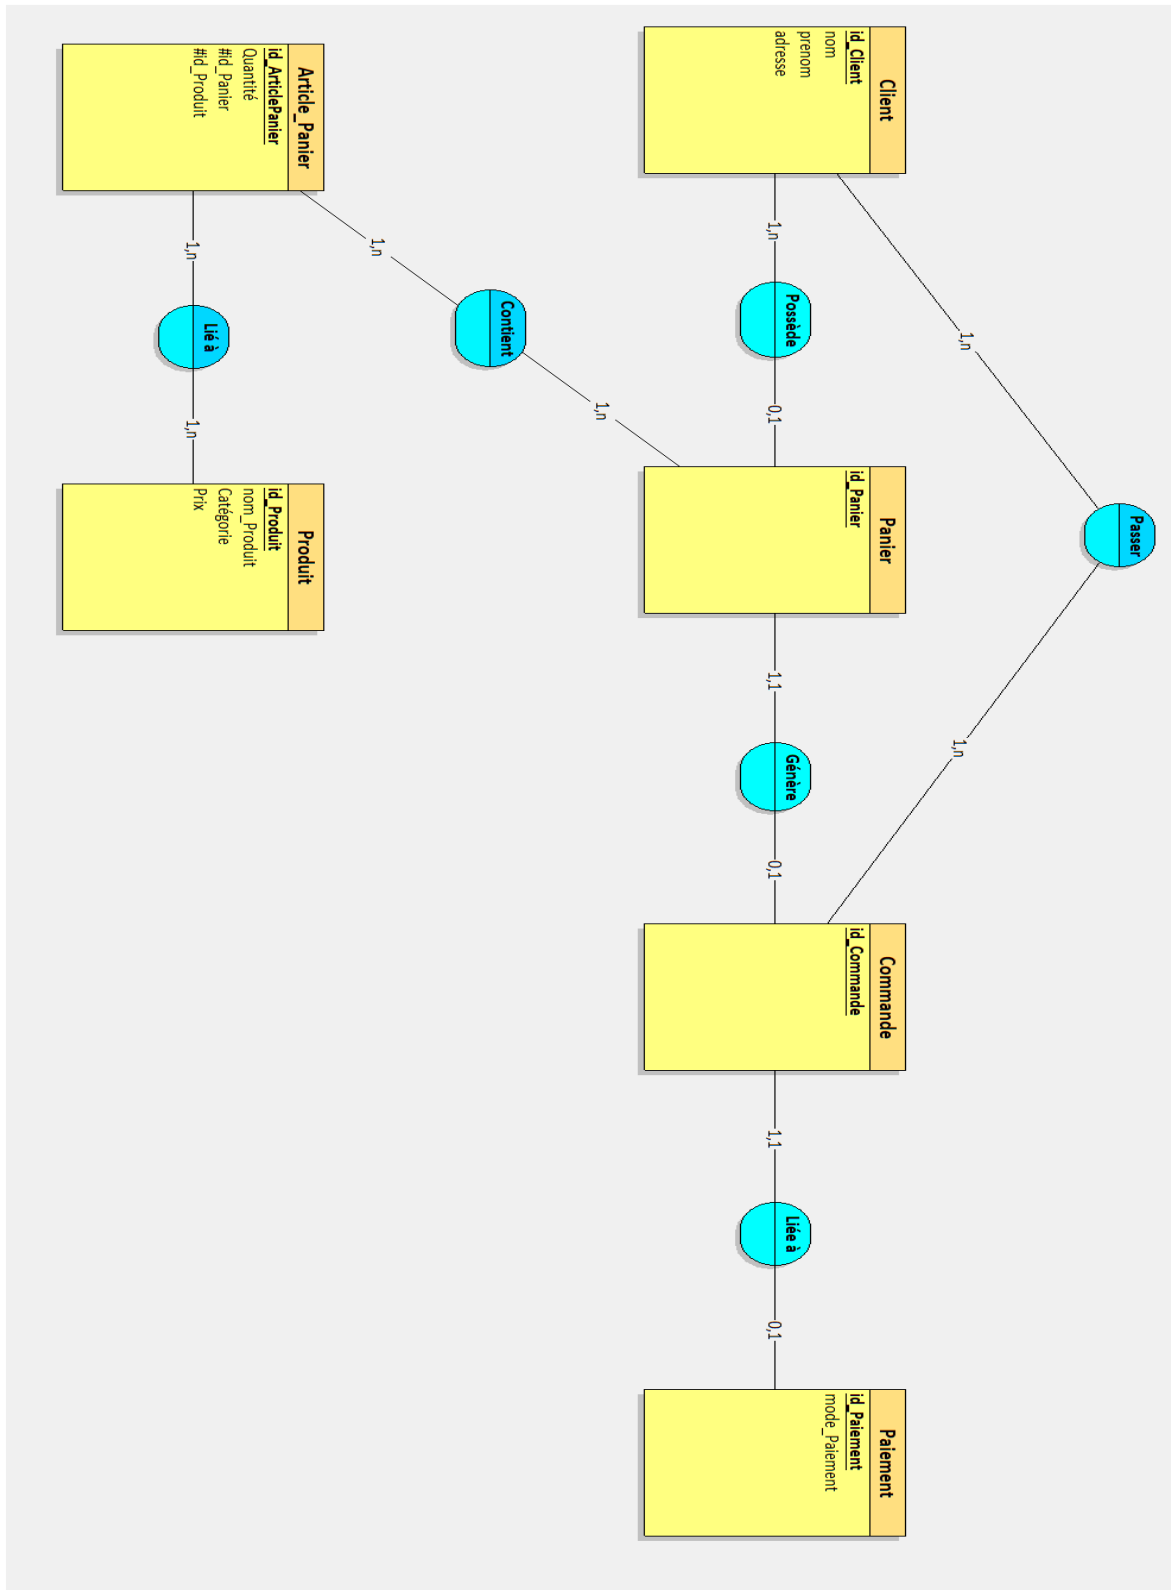 Passer
1,n
1,n
Client
id_Client
nom
prenom
adresse
1,n
Possède
0,1
Panier
id_Panier
1,1
Génère
0,1
Commande
id_Commande
1,1
Liée à
0,1
Paiement
id_Paiement
mode_Paiement
1,n
Contient
1,n
Article_Panier
id_ArticlePanier
Quantité
#id_Panier
#id_Produit
1,n
Lié à
1,n
Produit
id_Produit
nom_Produit
Catégorie
Prix